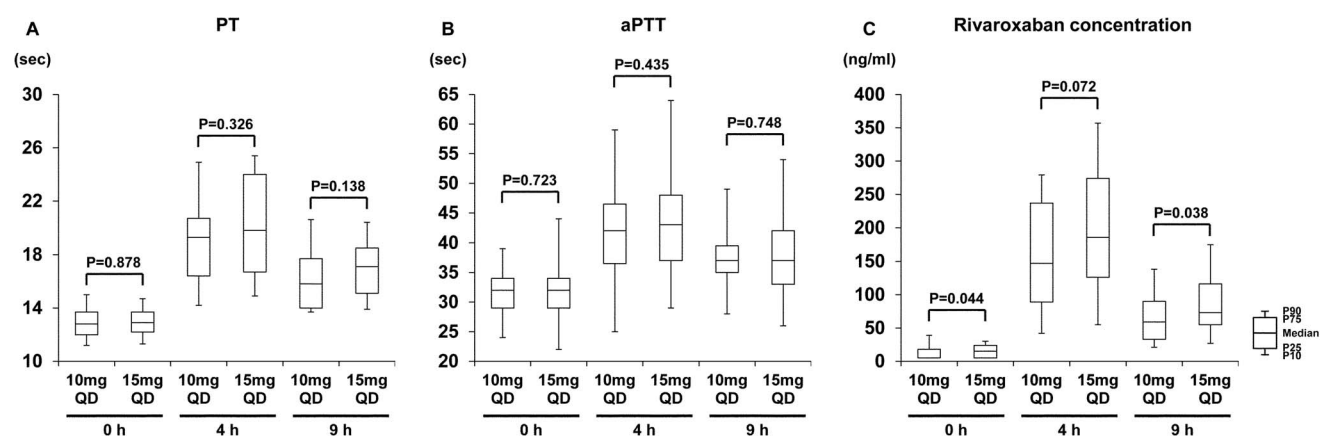 A
PT
(sec)
30
26
22
18
14
10
P=0.878
P=0.326
P=0.138
10mg QD
15mg QD
10mg QD
15mg QD
10mg QD
15mg QD
0 h
4 h
9 h
B
aPTT
(sec)
65
60
55
50
45
40
35
30
25
20
P=0.723
P=0.435
P=0.748
10mg QD
15mg QD
10mg QD
15mg QD
10mg QD
15mg QD
0 h
4 h
9 h
C
Rivaroxaban concentration
(ng/ml)
400
350
300
250
200
150
100
50
0
P=0.044
P=0.072
P=0.038
10mg QD
15mg QD
10mg QD
15mg QD
10mg QD
15mg QD
0 h
4 h
9 h
P90
P75
Median
P25
P10